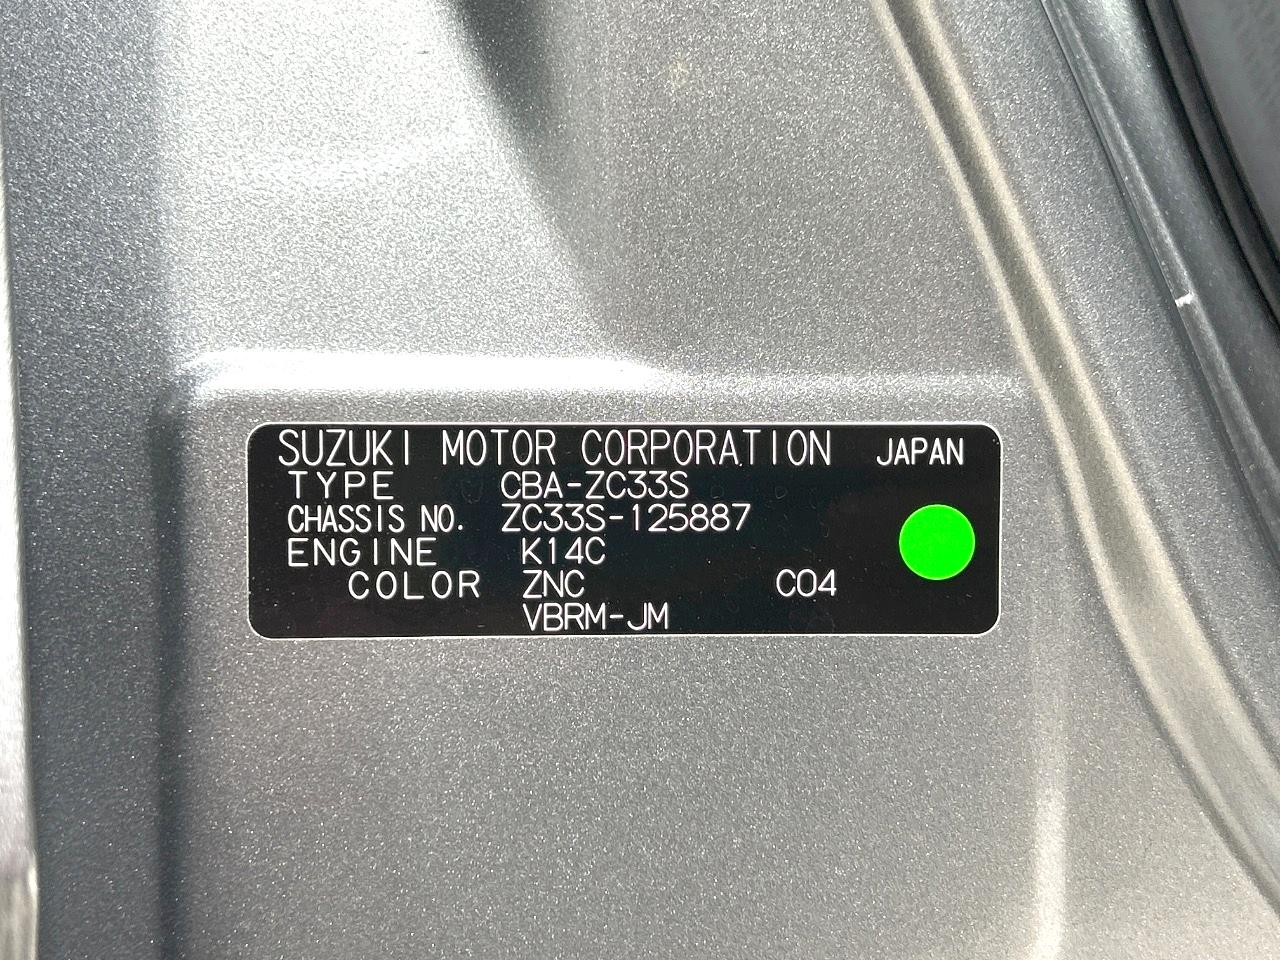 SUZUKI MOTOR CORPORATION JAPAN
TYPE CBA-ZC33S
CHASSIS NO. ZC33S-125887
ENGINE K14C
COLOR ZNC C04
VBRM-JM